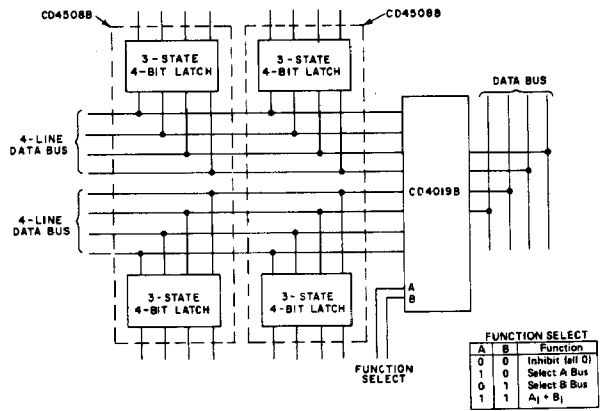 CD4508B
CD4508B
3-STATE
4-BIT LATCH
3-STATE
4-BIT LATCH
DATA BUS
4-LINE
DATA BUS
CD4019B
4-LINE
DATA BUS
3-STATE
4-BIT LATCH
3-STATE
4-BIT LATCH
A
B
FUNCTION
SELECT
FUNCTION SELECT
A B Function
0 0 Inhibit (all 0)
1 0 Select A Bus
0 1 Select B Bus
1 1 Ai + Bi